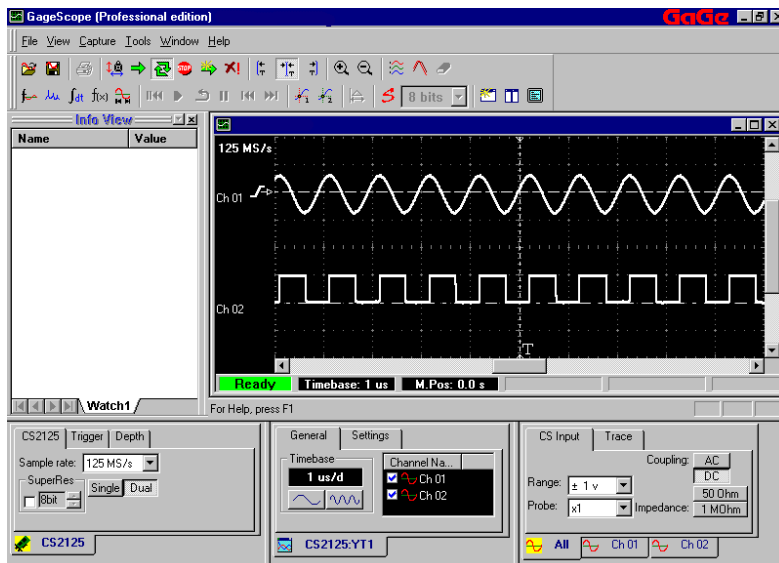 GageScope (Professional edition)
GaGe
File View Capture Tools Window Help
f(x)
8 bits
Info View
Name Value
Watch1
125 MS/s
Ch 01
Ch 02
T
Ready Timebase: 1 us M.Pos: 0.0 s
For Help, press F1
CS2125 Trigger Depth
Sample rate: 125 MS/s
SuperRes
8bit
Single Dual
CS2125
General Settings
Timebase
1 us/d
Channel Na...
Ch 01
Ch 02
CS2125:YT1
CS Input Trace
Coupling: AC
DC
Range: ± 1 v
50 Ohm
Probe: x1
Impedance: 1 MOhm
All Ch 01 Ch 02